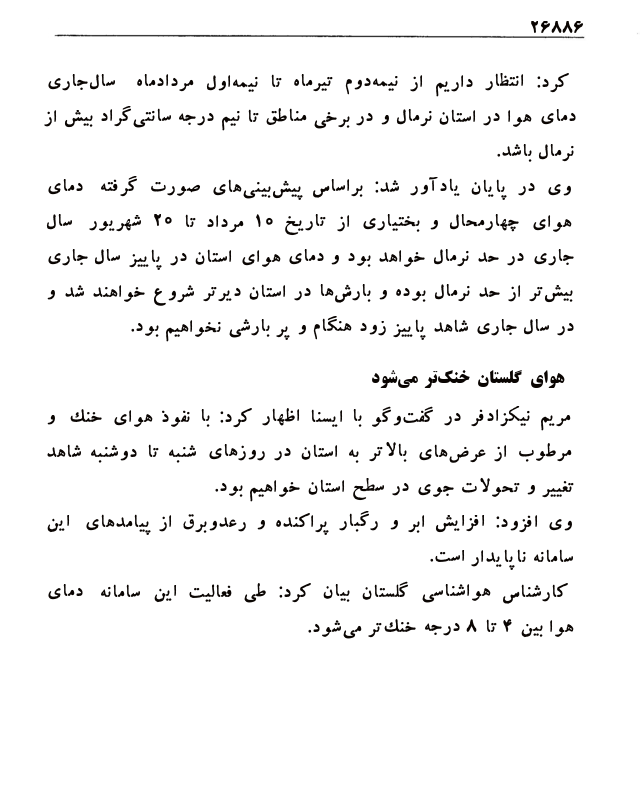 ۲۶۸۸۶
کرد: انتظار داریم از نیمه‌دوم تیرماه تا نیمه‌اول مردادماه سال‌جاری
دمای هوا در استان نرمال و در برخی مناطق تا نیم درجه سانتی‌گراد بیش از
نرمال باشد.
وی در پایان یادآور شد: براساس پیش‌بینی‌های صورت گرفته دمای
هوای چهارمحال و بختیاری از تاریخ ۱۰ مرداد تا ۲۰ شهریور سال
جاری در حد نرمال خواهد بود و دمای هوای استان در پاییز سال جاری
بیش‌تر از حد نرمال بوده و بارش‌ها در استان دیرتر شروع خواهند شد و
در سال جاری شاهد پاییز زود هنگام و پر بارشی نخواهیم بود.
هوای گلستان خنک‌تر می‌شود
مریم نیکزادفر در گفت‌وگو با ایسنا اظهار کرد: با نفوذ هوای خنك و
مرطوب از عرض‌های بالاتر به استان در روزهای شنبه تا دوشنبه شاهد
تغییر و تحولات جوی در سطح استان خواهیم بود.
وی افزود: افزایش ابر و رگبار پراکنده و رعدوبرق از پیامدهای این
سامانه ناپایدار است.
کارشناس هواشناسی گلستان بیان کرد: طی فعالیت این سامانه دمای
هوا بین ۴ تا ۸ درجه خنك‌تر می‌شود.